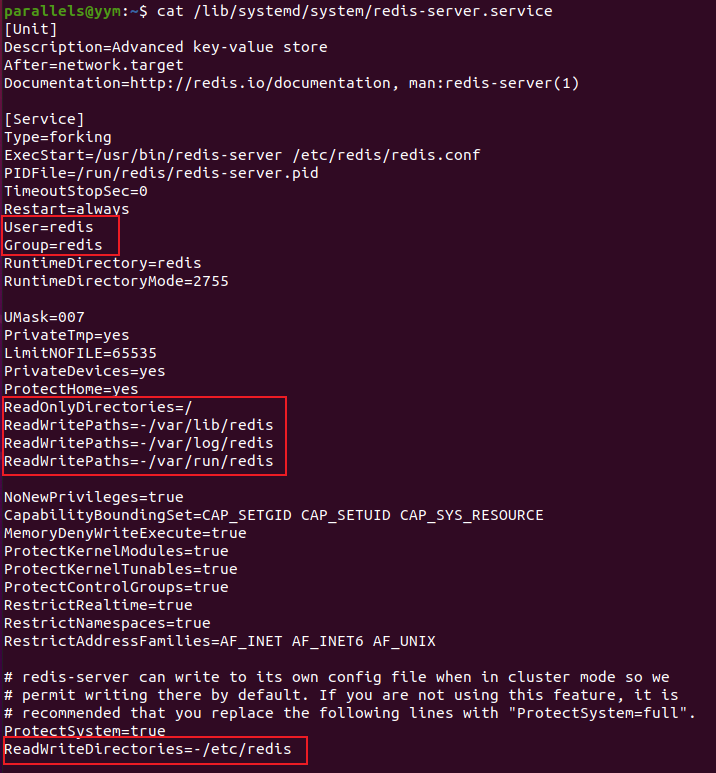 parallels@yym:~$ cat /lib/systemd/system/redis-server.service
[Unit]
Description=Advanced key-value store
After=network.target
Documentation=http://redis.io/documentation, man:redis-server(1)
[Service]
Type=forking
ExecStart=/usr/bin/redis-server /etc/redis/redis.conf
PIDFile=/run/redis/redis-server.pid
TimeoutStopSec=0
Restart=always
User=redis
Group=redis
RuntimeDirectory=redis
RuntimeDirectoryMode=2755
UMask=007
PrivateTmp=yes
LimitNOFILE=65535
PrivateDevices=yes
ProtectHome=yes
ReadOnlyDirectories=/
ReadWritePaths=-/var/lib/redis
ReadWritePaths=-/var/log/redis
ReadWritePaths=-/var/run/redis
NoNewPrivileges=true
CapabilityBoundingSet=CAP_SETGID CAP_SETUID CAP_SYS_RESOURCE
MemoryDenyWriteExecute=true
ProtectKernelModules=true
ProtectKernelTunables=true
ProtectControlGroups=true
RestrictRealtime=true
RestrictNamespaces=true
RestrictAddressFamilies=AF_INET AF_INET6 AF_UNIX
# redis-server can write to its own config file when in cluster mode so we
# permit writing there by default. If you are not using this feature, it is
# recommended that you replace the following lines with "ProtectSystem=full".
ProtectSystem=true
ReadWriteDirectories=-/etc/redis